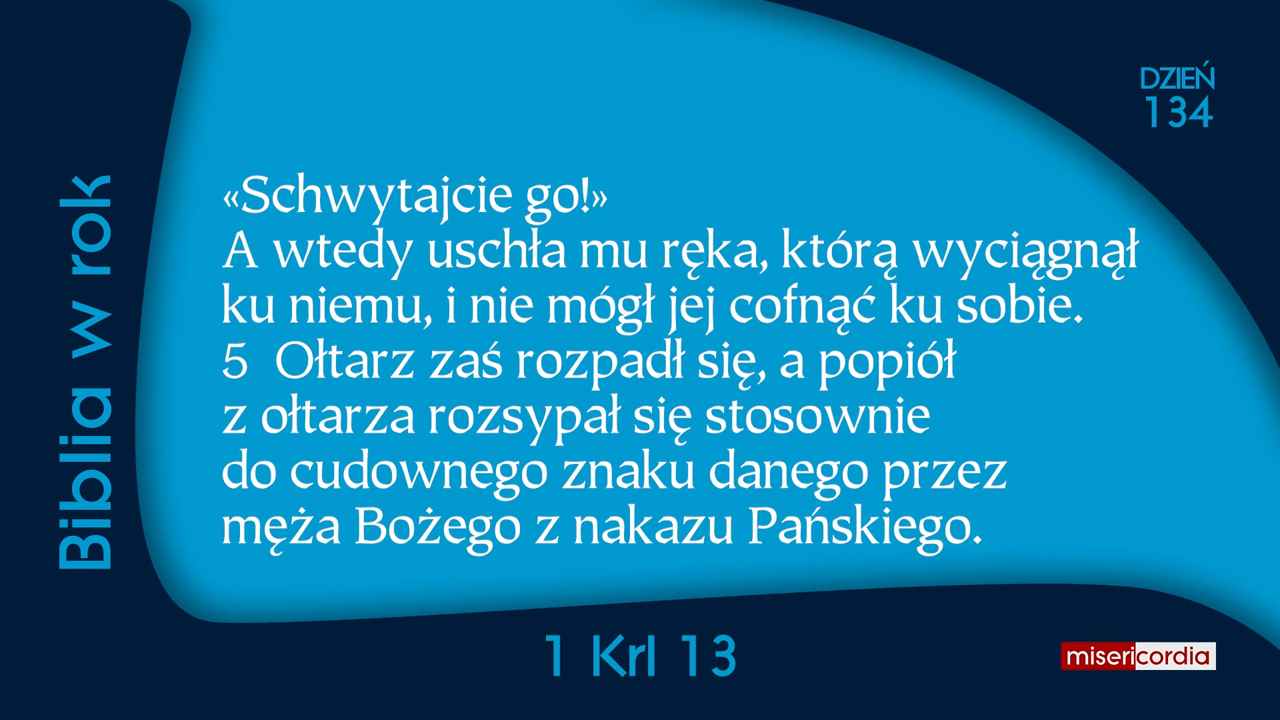 DZIEŃ
134
Biblia w rok
«Schwytajcie go!»
A wtedy uschła mu ręka, którą wyciągnął
ku niemu, i nie mógł jej cofnąć ku sobie.
5 Ołtarz zaś rozpadł się, a popiół
z ołtarza rozsypał się stosownie
do cudownego znaku danego przez
męża Bożego z nakazu Pańskiego.
1 Krl 13
misericordia